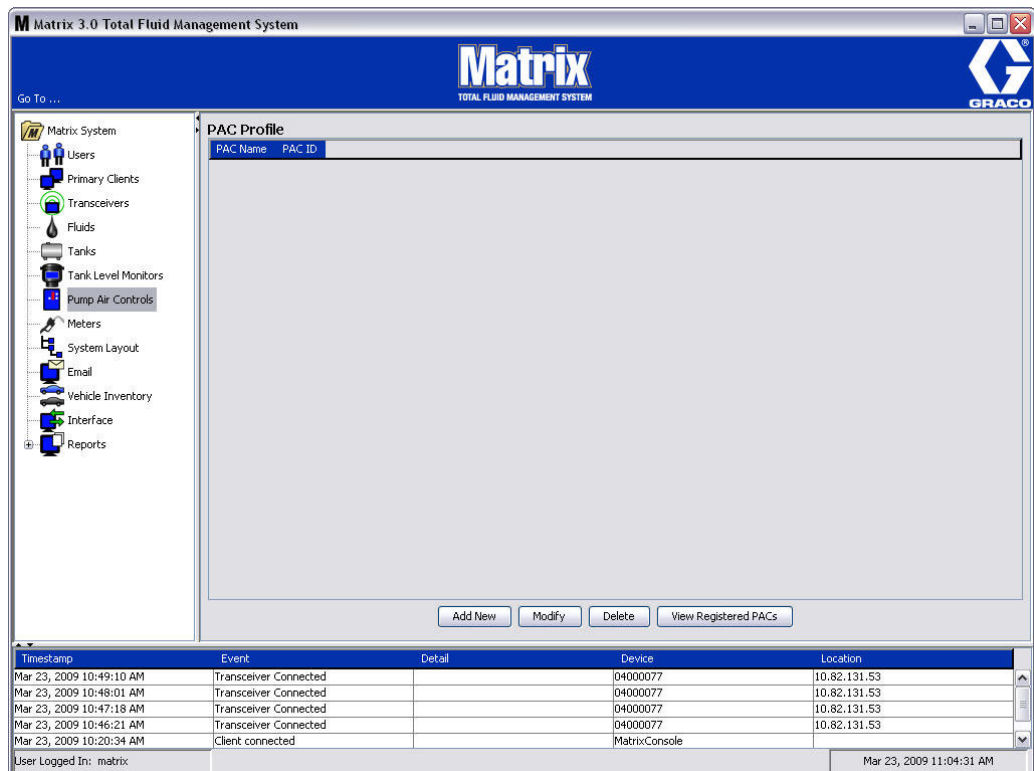 M Matrix 3.0 Total Fluid Management System
Matrix
TOTAL FLUID MANAGEMENT SYSTEM
GRACO
®
Go To ...
Matrix System
Users
Primary Clients
Transceivers
Fluids
Tanks
Tank Level Monitors
Pump Air Controls
Meters
System Layout
Email
Vehicle Inventory
Interface
Reports
PAC Profile
PAC Name PAC ID
Add New Modify Delete View Registered PACs
Timestamp Event Detail Device Location
Mar 23, 2009 10:49:10 AM Transceiver Connected 04000077 10.82.131.53
Mar 23, 2009 10:48:01 AM Transceiver Connected 04000077 10.82.131.53
Mar 23, 2009 10:47:18 AM Transceiver Connected 04000077 10.82.131.53
Mar 23, 2009 10:46:21 AM Transceiver Connected 04000077 10.82.131.53
Mar 23, 2009 10:20:34 AM Client connected MatrixConsole
User Logged In: matrix Mar 23, 2009 11:04:31 AM